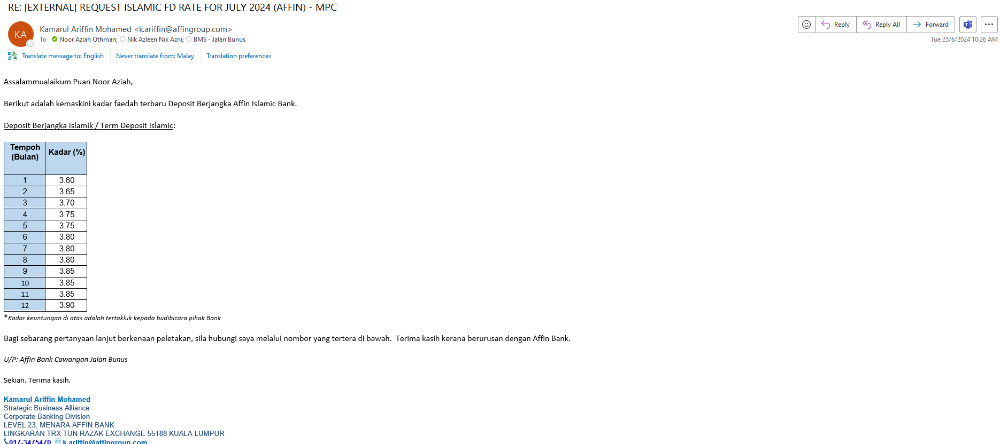 RE: [EXTERNAL] REQUEST ISLAMIC FD RATE FOR JULY 2024 (AFFIN) - MPC
KA
Kamarul Ariffin Mohamed <k.ariffin@affingroup.com>
To Noor Aziah Othman; Nik Azleen Nik Azni; BMS - Jalan Bunus
Reply Reply All Forward
Tue 25/6/2024 10:26 AM
Translate message to: English Never translate from: Malay Translation preferences
Assalammualaikum Puan Noor Aziah,
Berikut adalah kemaskini kadar faedah terbaru Deposit Berjangka Affin Islamic Bank.
Deposit Berjangka Islamik / Term Deposit Islamic:
Tempoh (Bulan) Kadar (%)
1 3.60
2 3.65
3 3.70
4 3.75
5 3.75
6 3.80
7 3.80
8 3.80
9 3.85
10 3.85
11 3.85
12 3.90
*Kadar keuntungan di atas adalah tertakluk kepada budibicara pihak Bank
Bagi sebarang pertanyaan lanjut berkenaan peletakan, sila hubungi saya melalui nombor yang tertera di bawah. Terima kasih kerana berurusan dengan Affin Bank.
U/P: Affin Bank Cawangan Jalan Bunus
Sekian. Terima kasih.
Kamarul Ariffin Mohamed
Strategic Business Alliance
Corporate Banking Division
LEVEL 23, MENARA AFFIN BANK
LINGKARAN TRX TUN RAZAK EXCHANGE 55188 KUALA LUMPUR
017-3475470 k.ariffin@affingroup.com